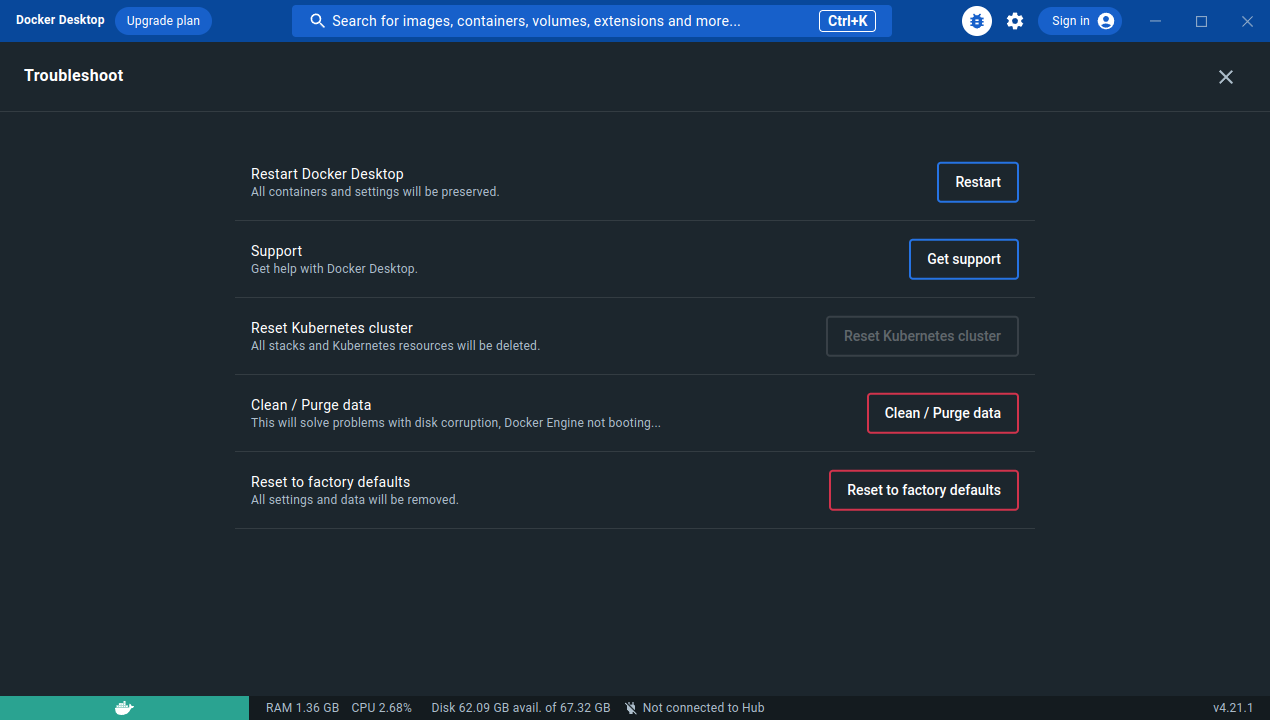 Docker Desktop
Upgrade plan
Search for images, containers, volumes, extensions and more...
Ctrl+K
Sign in
Troubleshoot
Restart Docker Desktop
All containers and settings will be preserved.
Restart
Support
Get help with Docker Desktop.
Get support
Reset Kubernetes cluster
All stacks and Kubernetes resources will be deleted.
Reset Kubernetes cluster
Clean / Purge data
This will solve problems with disk corruption, Docker Engine not booting...
Clean / Purge data
Reset to factory defaults
All settings and data will be removed.
Reset to factory defaults
RAM 1.36 GB
CPU 2.68%
Disk 62.09 GB avail. of 67.32 GB
Not connected to Hub
v4.21.1